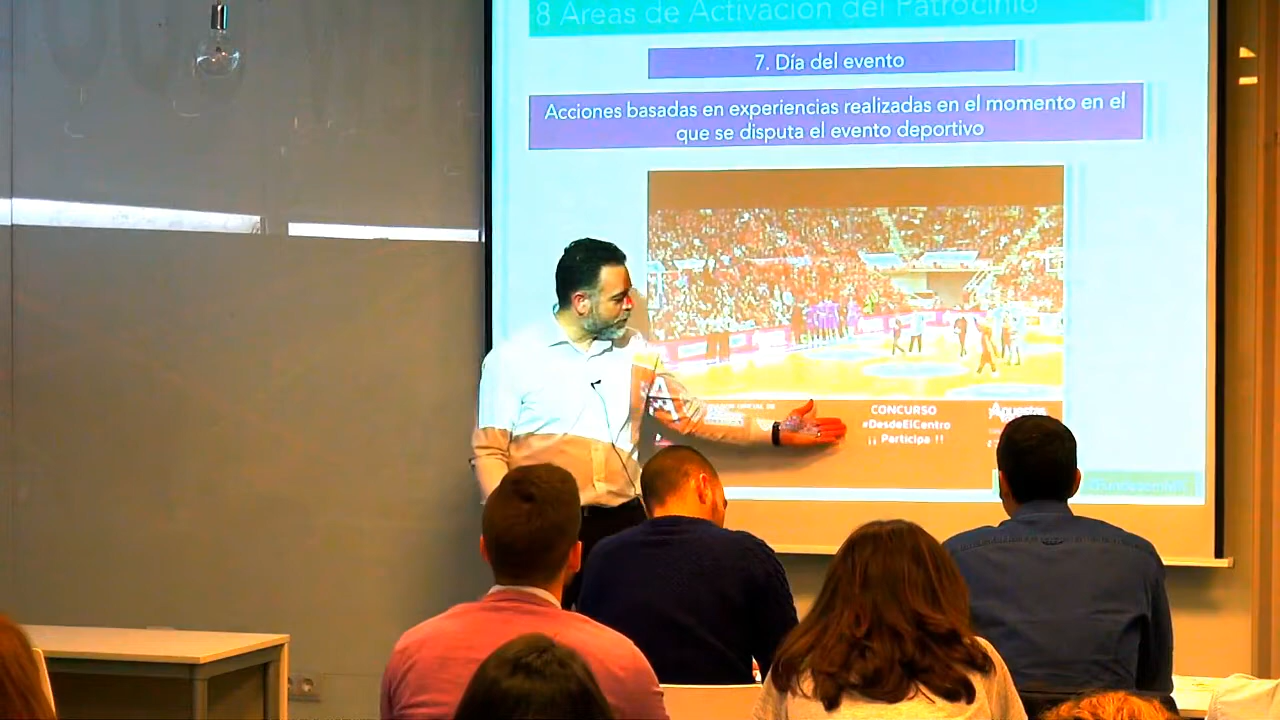 8 Áreas de Activación del Patrocinio
7. Día del evento
Acciones basadas en experiencias realizadas en el momento en el
que se disputa el evento deportivo
CONCURSO
#DesdeElCentro
¡¡ Participa !!
¡Apuestas